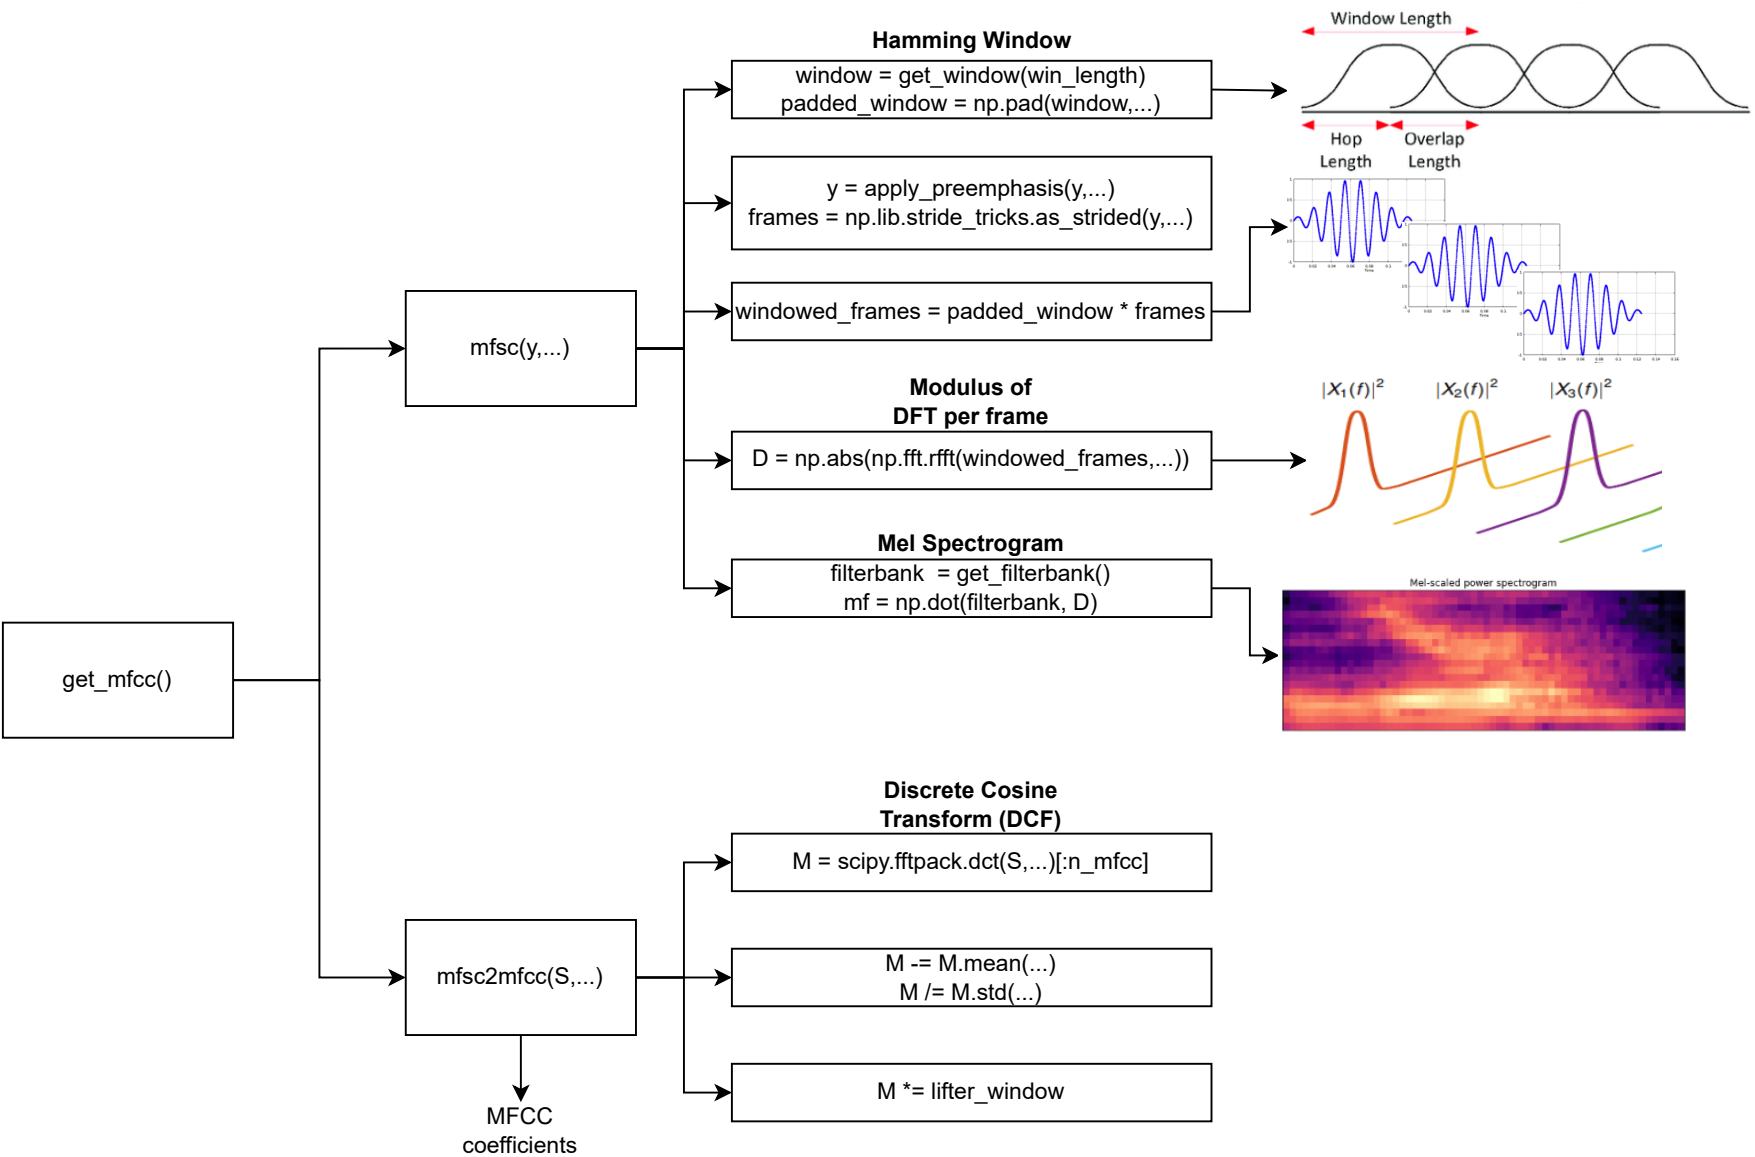 Hamming Window
window = get_window(win_length)
padded_window = np.pad(window,...)
Window Length
Hop
Length
Overlap
Length
y = apply_preemphasis(y,...)
frames = np.lib.stride_tricks.as_strided(y,...)
windowed_frames = padded_window * frames
mfsc(y,...)
Modulus of
DFT per frame
D = np.abs(np.fft.rfft(windowed_frames,...))
|X₁(f)|²
|X₂(f)|²
|X₃(f)|²
Mel Spectrogram
filterbank  = get_filterbank()
mf = np.dot(filterbank, D)
Mel-scaled power spectrogram
get_mfcc()
Discrete Cosine
Transform (DCF)
M = scipy.fftpack.dct(S,...)[:n_mfcc]
mfsc2mfcc(S,...)
M -= M.mean(...)
M /= M.std(...)
M *= lifter_window
MFCC
coefficients